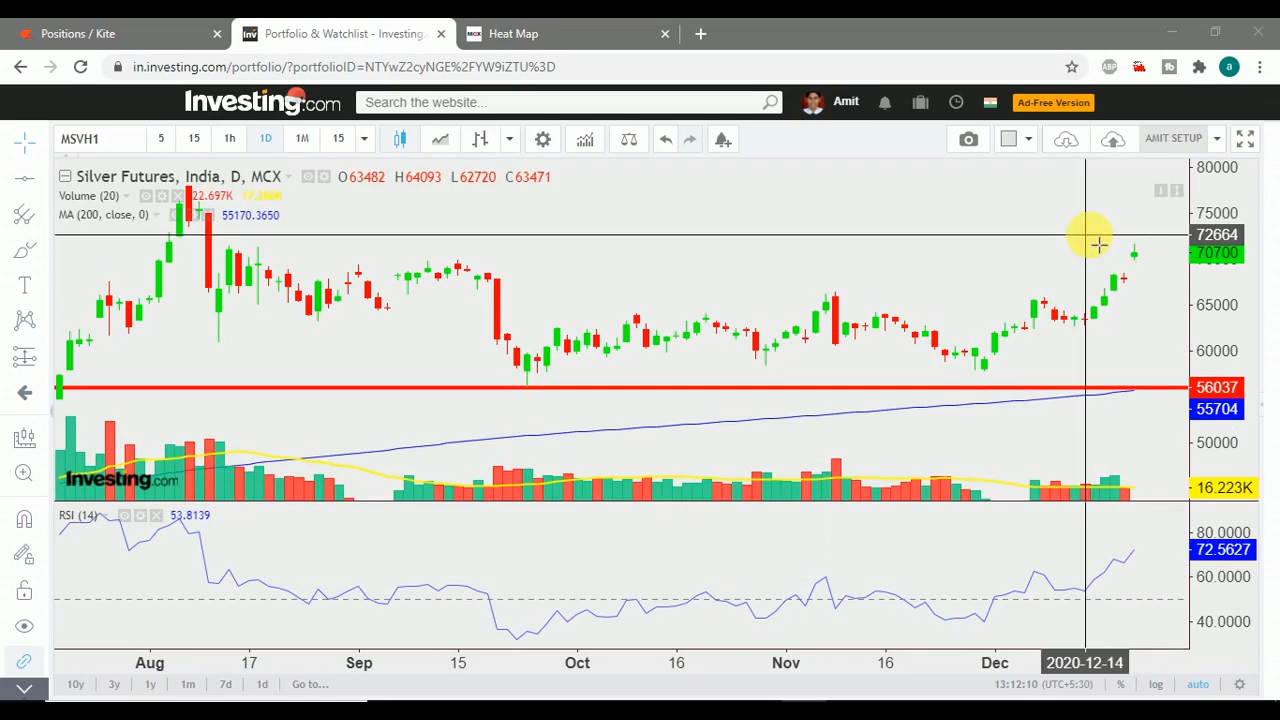 Positions / Kite
Portfolio & Watchlist - Investing.
Heat Map
in.investing.com/portfolio/?portfolioID=NTYwZ2cyNGE%2FYW9iZTU%3D
ABP
a
Investing.com
Search the website...
Amit
Ad-Free Version
MSVH1
5
15
1h
1D
1M
15
AMIT SETUP
Silver Futures, India, D, MCX
O63482 H64093 L62720 C63471
Volume (20)
22.697K
MA (200, close, 0)
55170.3650
80000
75000
72664
70700
65000
60000
56037
55704
50000
16.223K
Investing.com
RSI (14)
53.8139
80.0000
72.5627
60.0000
40.0000
Aug 17 Sep 15 Oct 16 Nov 16 Dec 2020-12-14
10y 3y 1y 1m 7d 1d Go to...
13:12:10 (UTC+5:30) % log auto